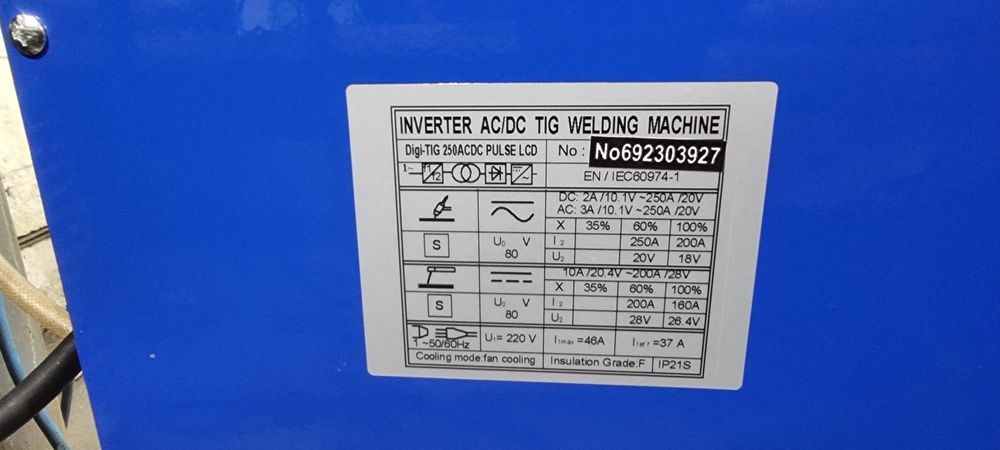 INVERTER AC/DC TIG WELDING MACHINE
Digi-TIG 250ACDC PULSE LCD No : No692303927
1~ f1 f2 EN / IEC60974-1
DC: 2A /10.1V ~250A /20V
AC: 3A /10.1V ~250A /20V
X 35% 60% 100%
S U0 V 80 I2 250A 200A
U2 20V 18V
10A /20.4V ~200A /28V
X 35% 60% 100%
S U0 V 80 I2 200A 160A
U2 28V 26.4V
1 ~50/60Hz U1= 220 V I1max =46A I1eff =37 A
Cooling mode:fan cooling Insulation Grade:F IP21S